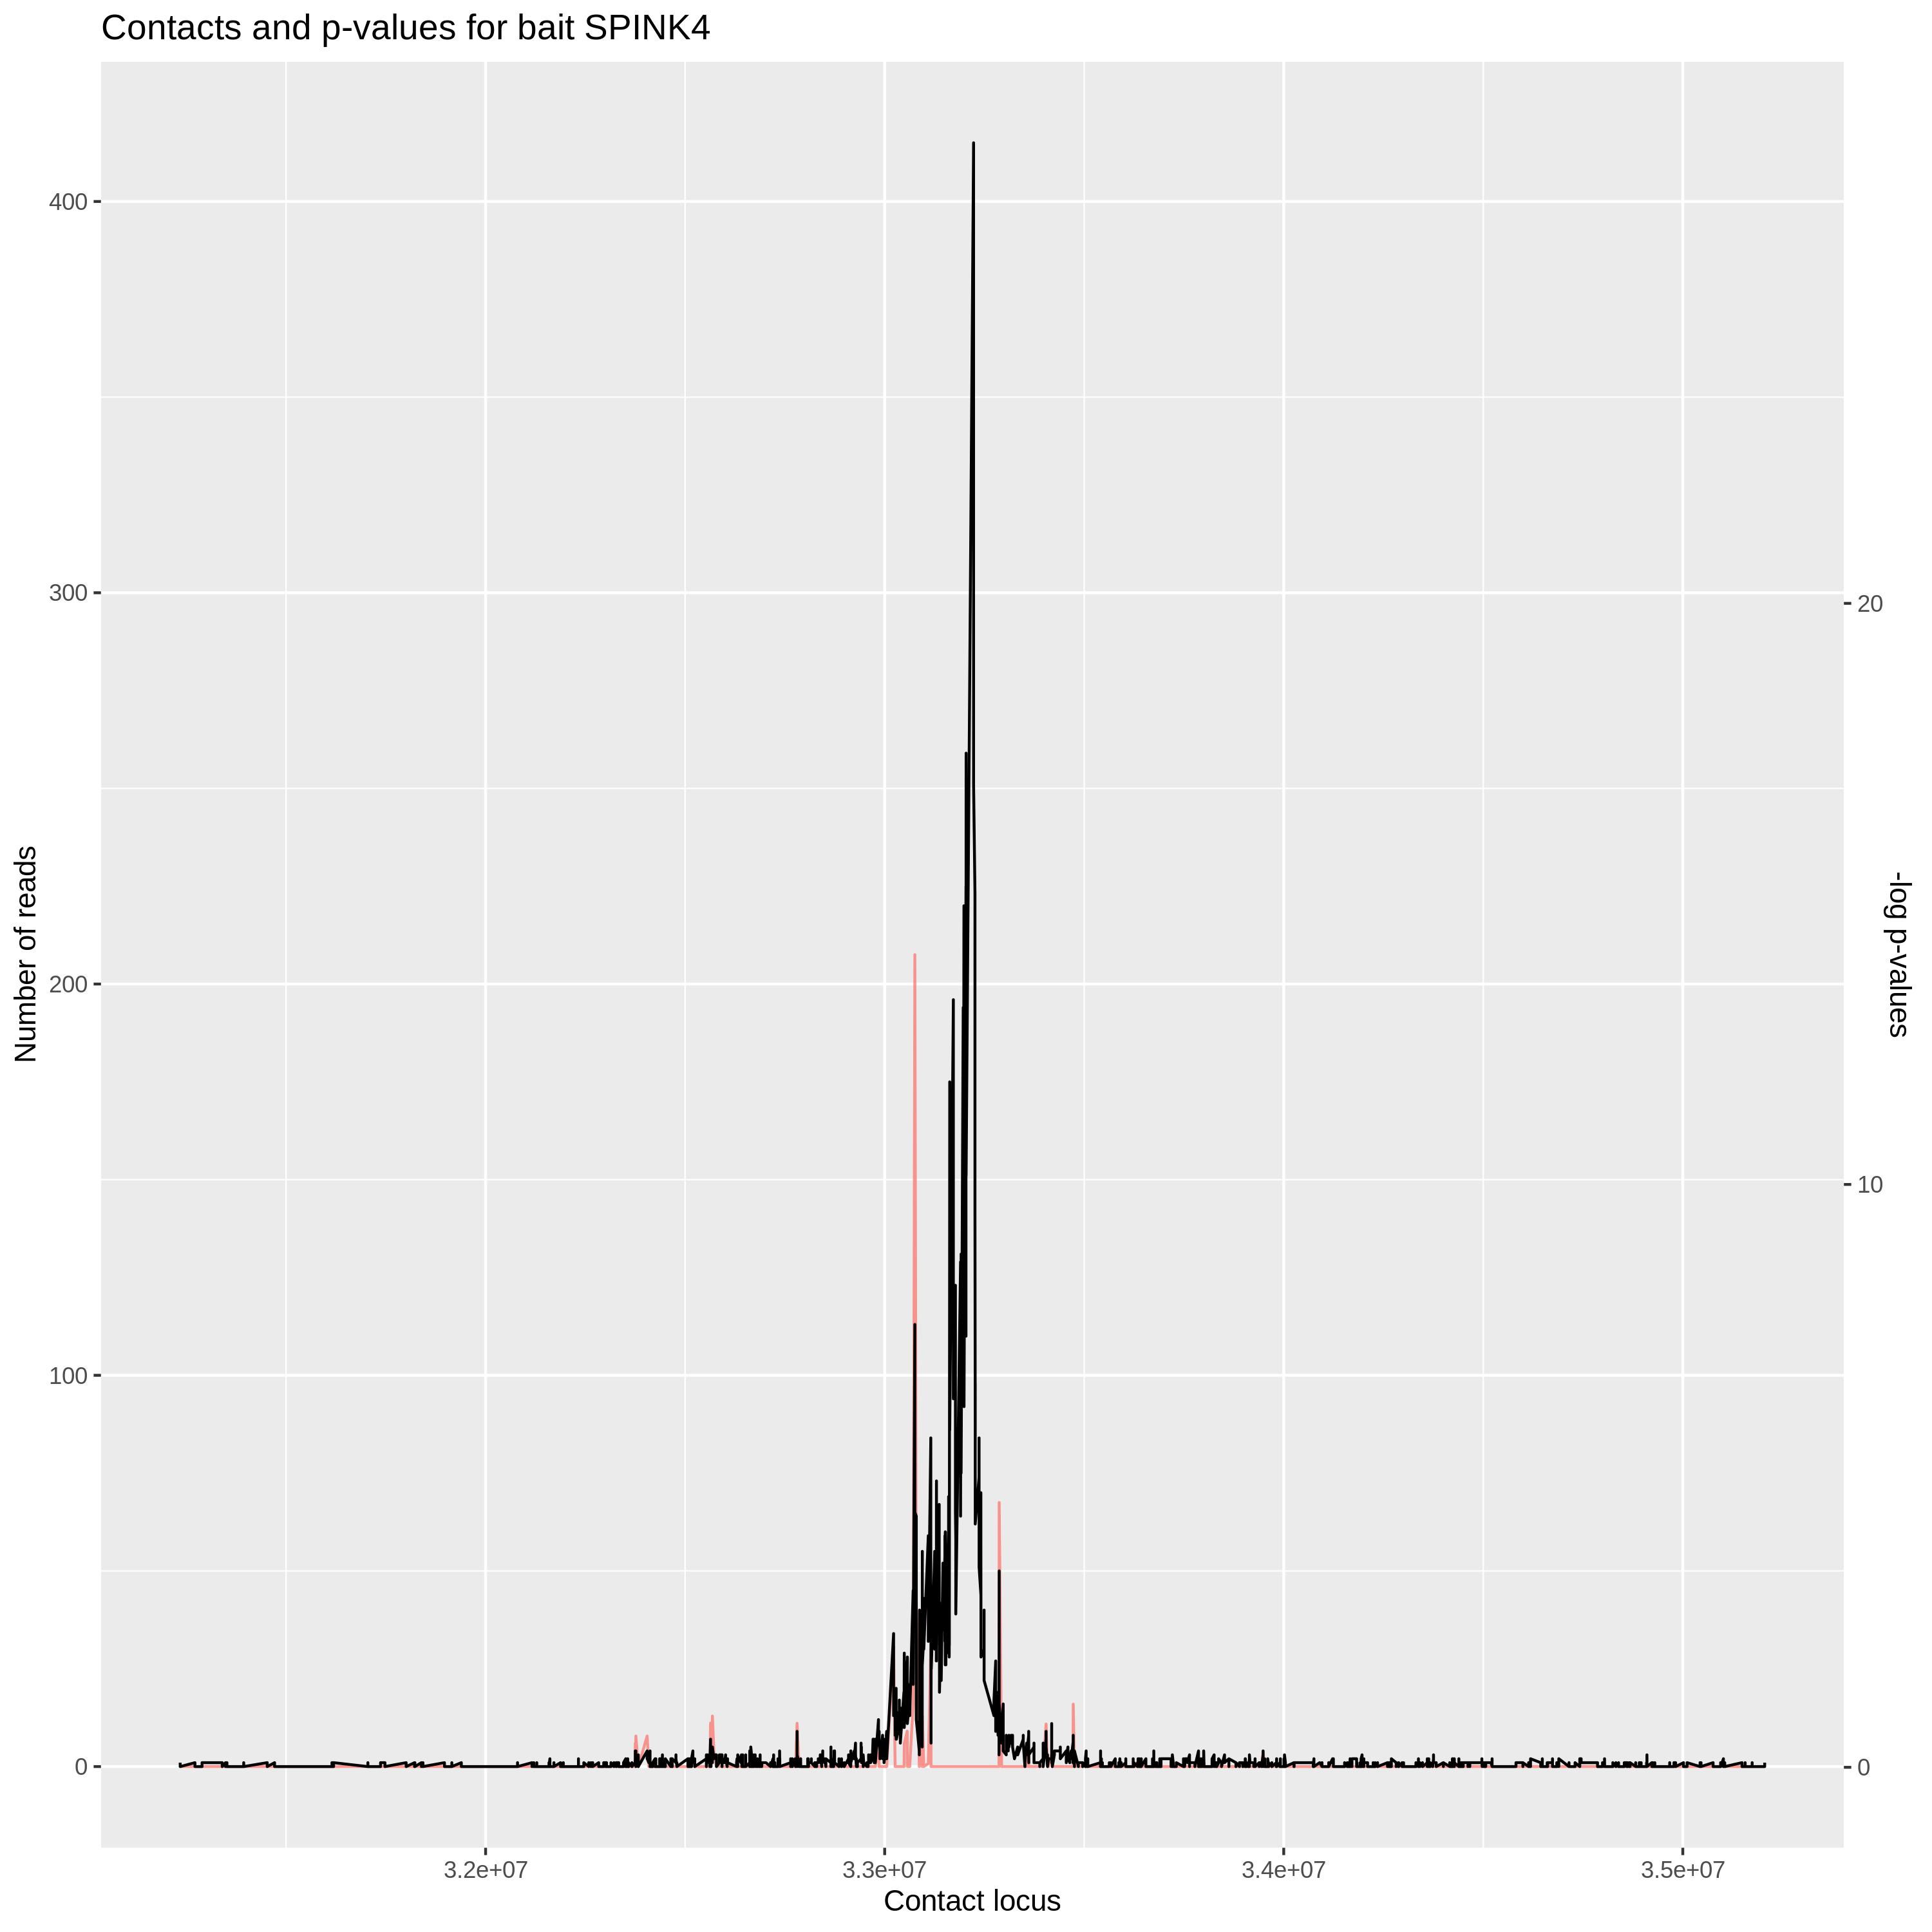 Contacts and p-values for bait SPINK4
400
300
200
100
0
Number of reads
20
10
0
-log p-values
3.2e+07
3.3e+07
3.4e+07
3.5e+07
Contact locus